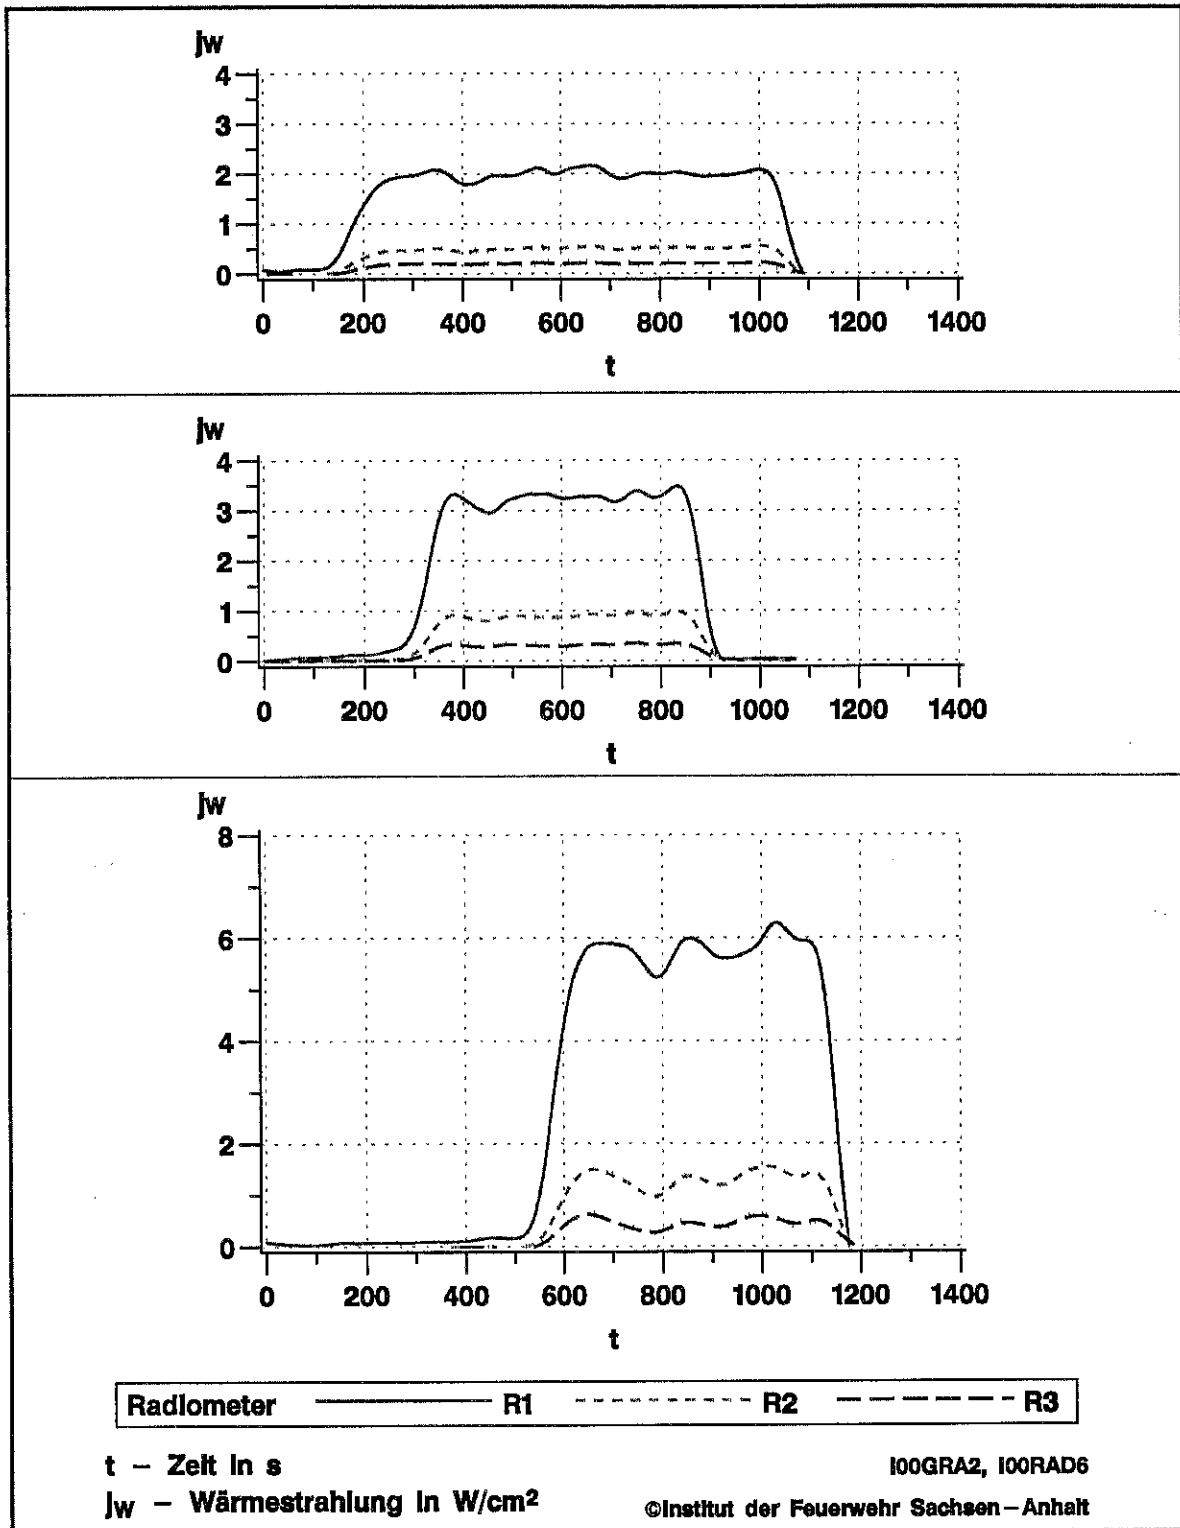 jw
4
3
2
1
0
0 200 400 600 800 1000 1200 1400
t
jw
4
3
2
1
0
0 200 400 600 800 1000 1200 1400
t
jw
8
6
4
2
0
0 200 400 600 800 1000 1200 1400
t
Radiometer R1 R2 R3
t – Zeit in s
I00GRA2, I00RAD6
jw – Wärmestrahlung in W/cm²
©Institut der Feuerwehr Sachsen–Anhalt